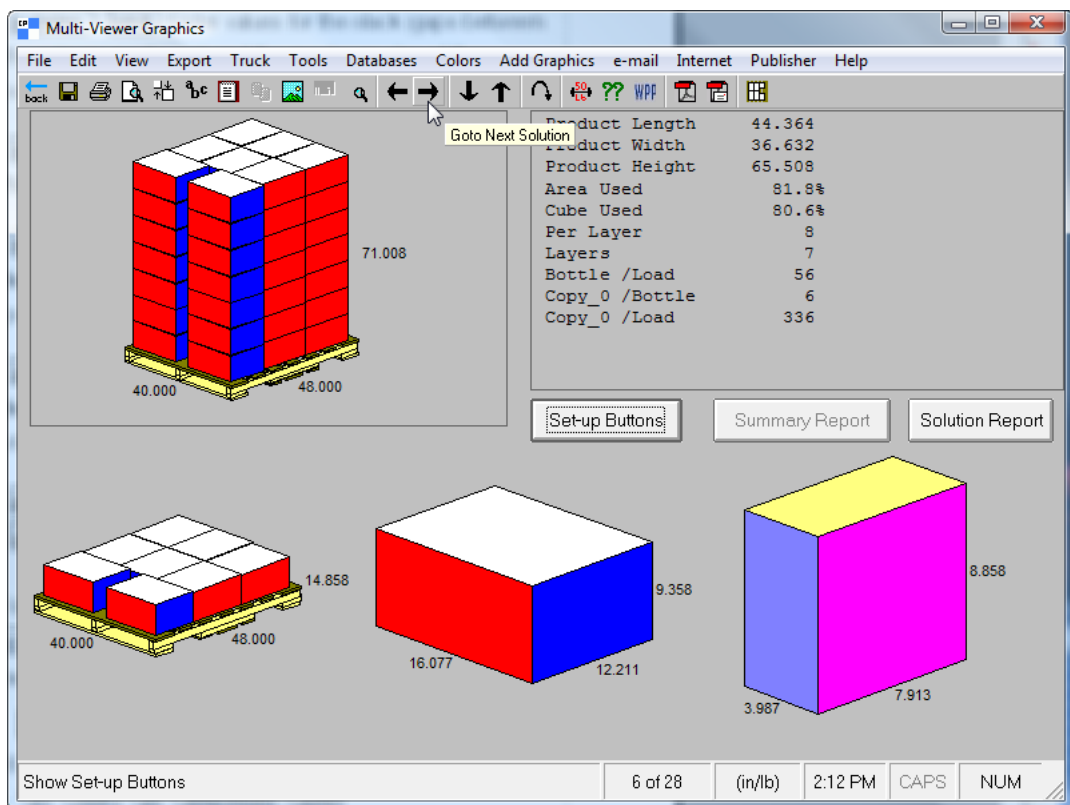 Multi-Viewer Graphics
File Edit View Export Truck Tools Databases Colors Add Graphics e-mail Internet Publisher Help
back
Goto Next Solution
Product Length 44.364
Product Width 36.632
Product Height 65.508
Area Used 81.8%
Cube Used 80.6%
Per Layer 8
Layers 7
Bottle /Load 56
Copy_0 /Bottle 6
Copy_0 /Load 336
71.008
40.000
48.000
Set-up Buttons
Summary Report
Solution Report
14.858
40.000
48.000
9.358
16.077
12.211
8.858
7.913
3.987
Show Set-up Buttons
6 of 28
(in/lb)
2:12 PM
CAPS
NUM